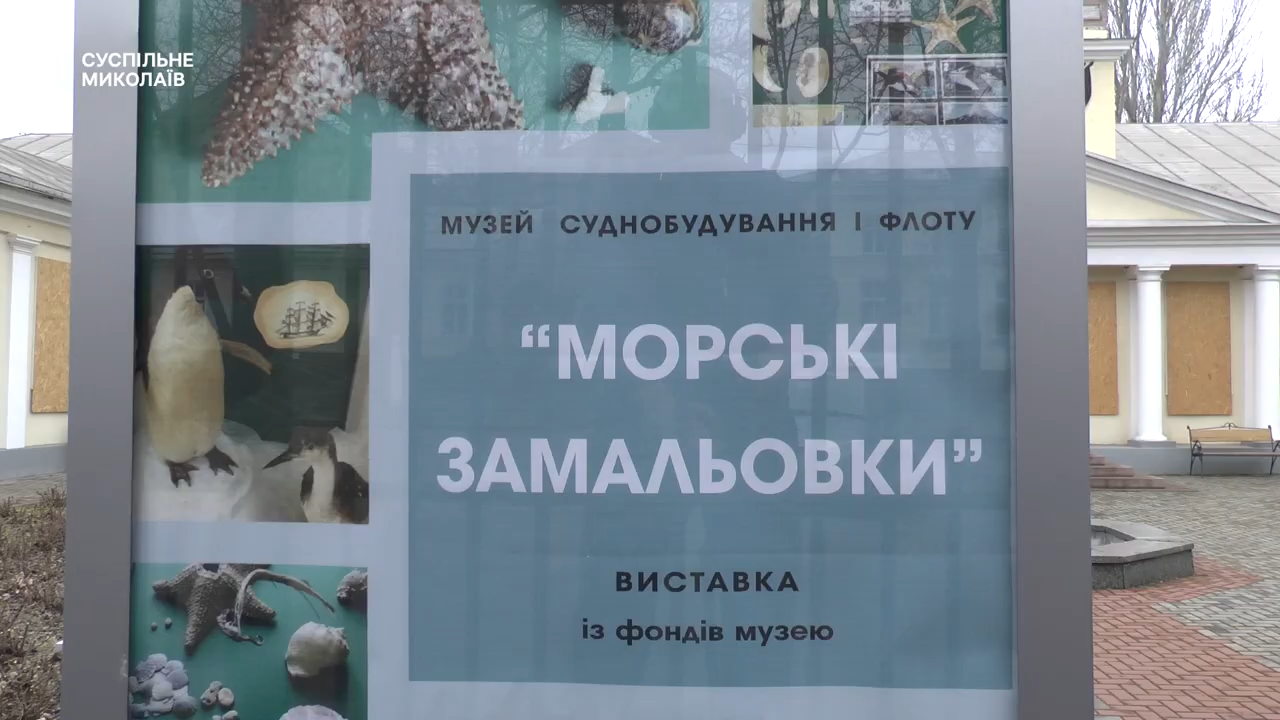 СУСПІЛЬНЕ
МИКОЛАЇВ
МУЗЕЙ СУДНОБУДУВАННЯ І ФЛОТУ
“МОРСЬКІ
ЗАМАЛЬОВКИ”
ВИСТАВКА
із фондів музею